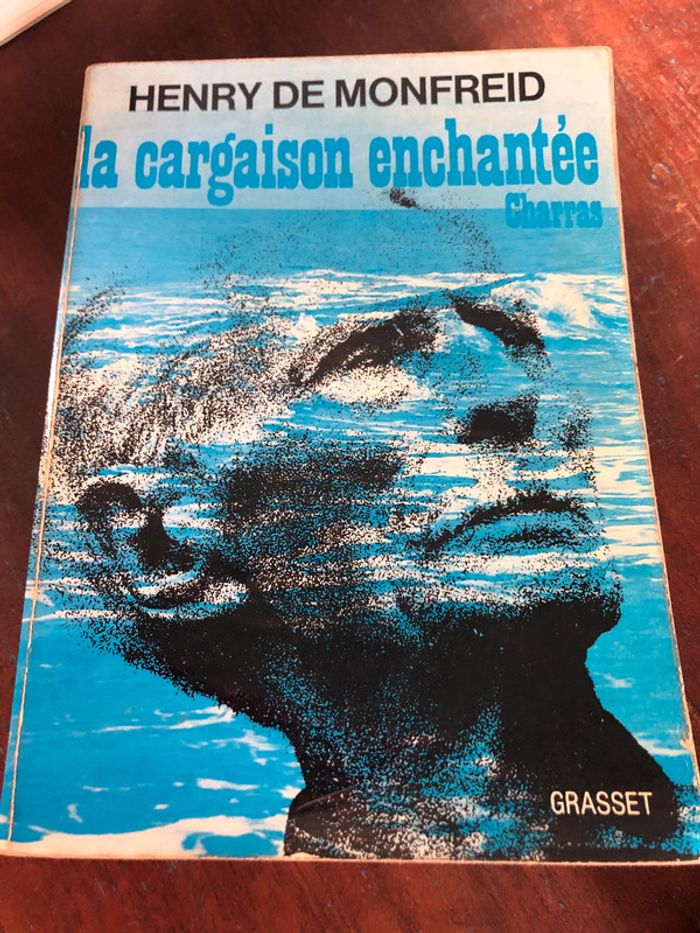 HENRY DE MONFREID
la cargaison enchantée
Charras
GRASSET